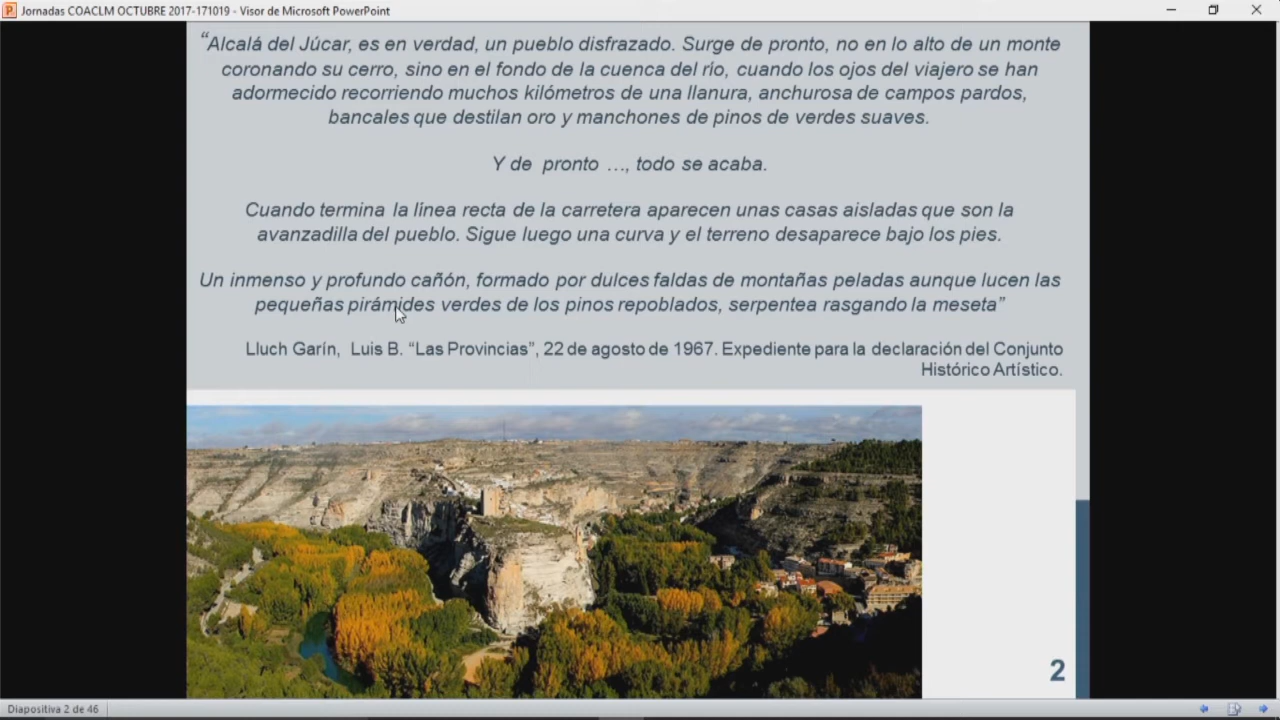 Jornadas COACLM OCTUBRE 2017-171019 - Visor de Microsoft PowerPoint
“Alcalá del Júcar, es en verdad, un pueblo disfrazado. Surge de pronto, no en lo alto de un monte
coronando su cerro, sino en el fondo de la cuenca del río, cuando los ojos del viajero se han
adormecido recorriendo muchos kilómetros de una llanura, anchurosa de campos pardos,
bancales que destilan oro y manchones de pinos de verdes suaves.
Y de pronto ..., todo se acaba.
Cuando termina la línea recta de la carretera aparecen unas casas aisladas que son la
avanzadilla del pueblo. Sigue luego una curva y el terreno desaparece bajo los pies.
Un inmenso y profundo cañón, formado por dulces faldas de montañas peladas aunque lucen las
pequeñas pirámides verdes de los pinos repoblados, serpentea rasgando la meseta”
Lluch Garín, Luis B. “Las Provincias”, 22 de agosto de 1967. Expediente para la declaración del Conjunto
Histórico Artístico.
2
Diapositiva 2 de 46